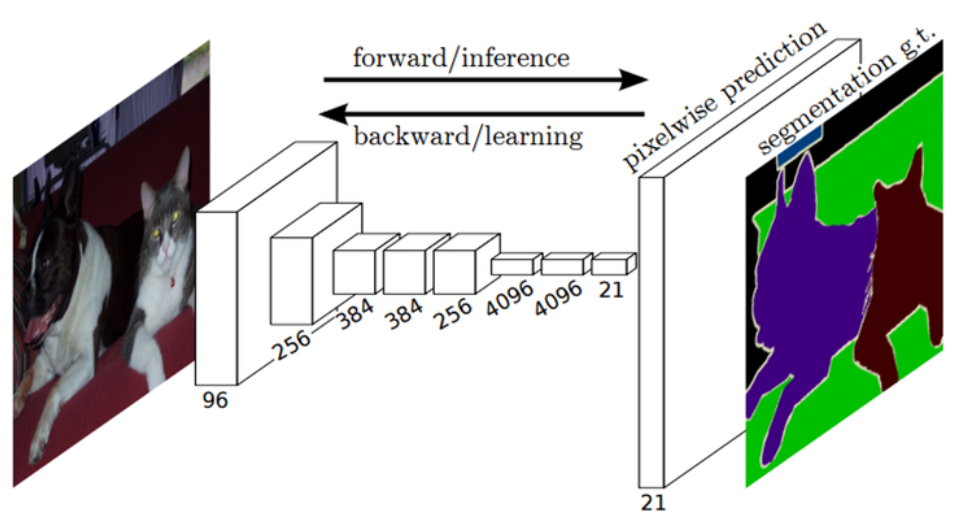 forward/inference
backward/learning
pixelwise prediction
segmentation g.t.
96
256
384
384
256
4096
4096
21
21